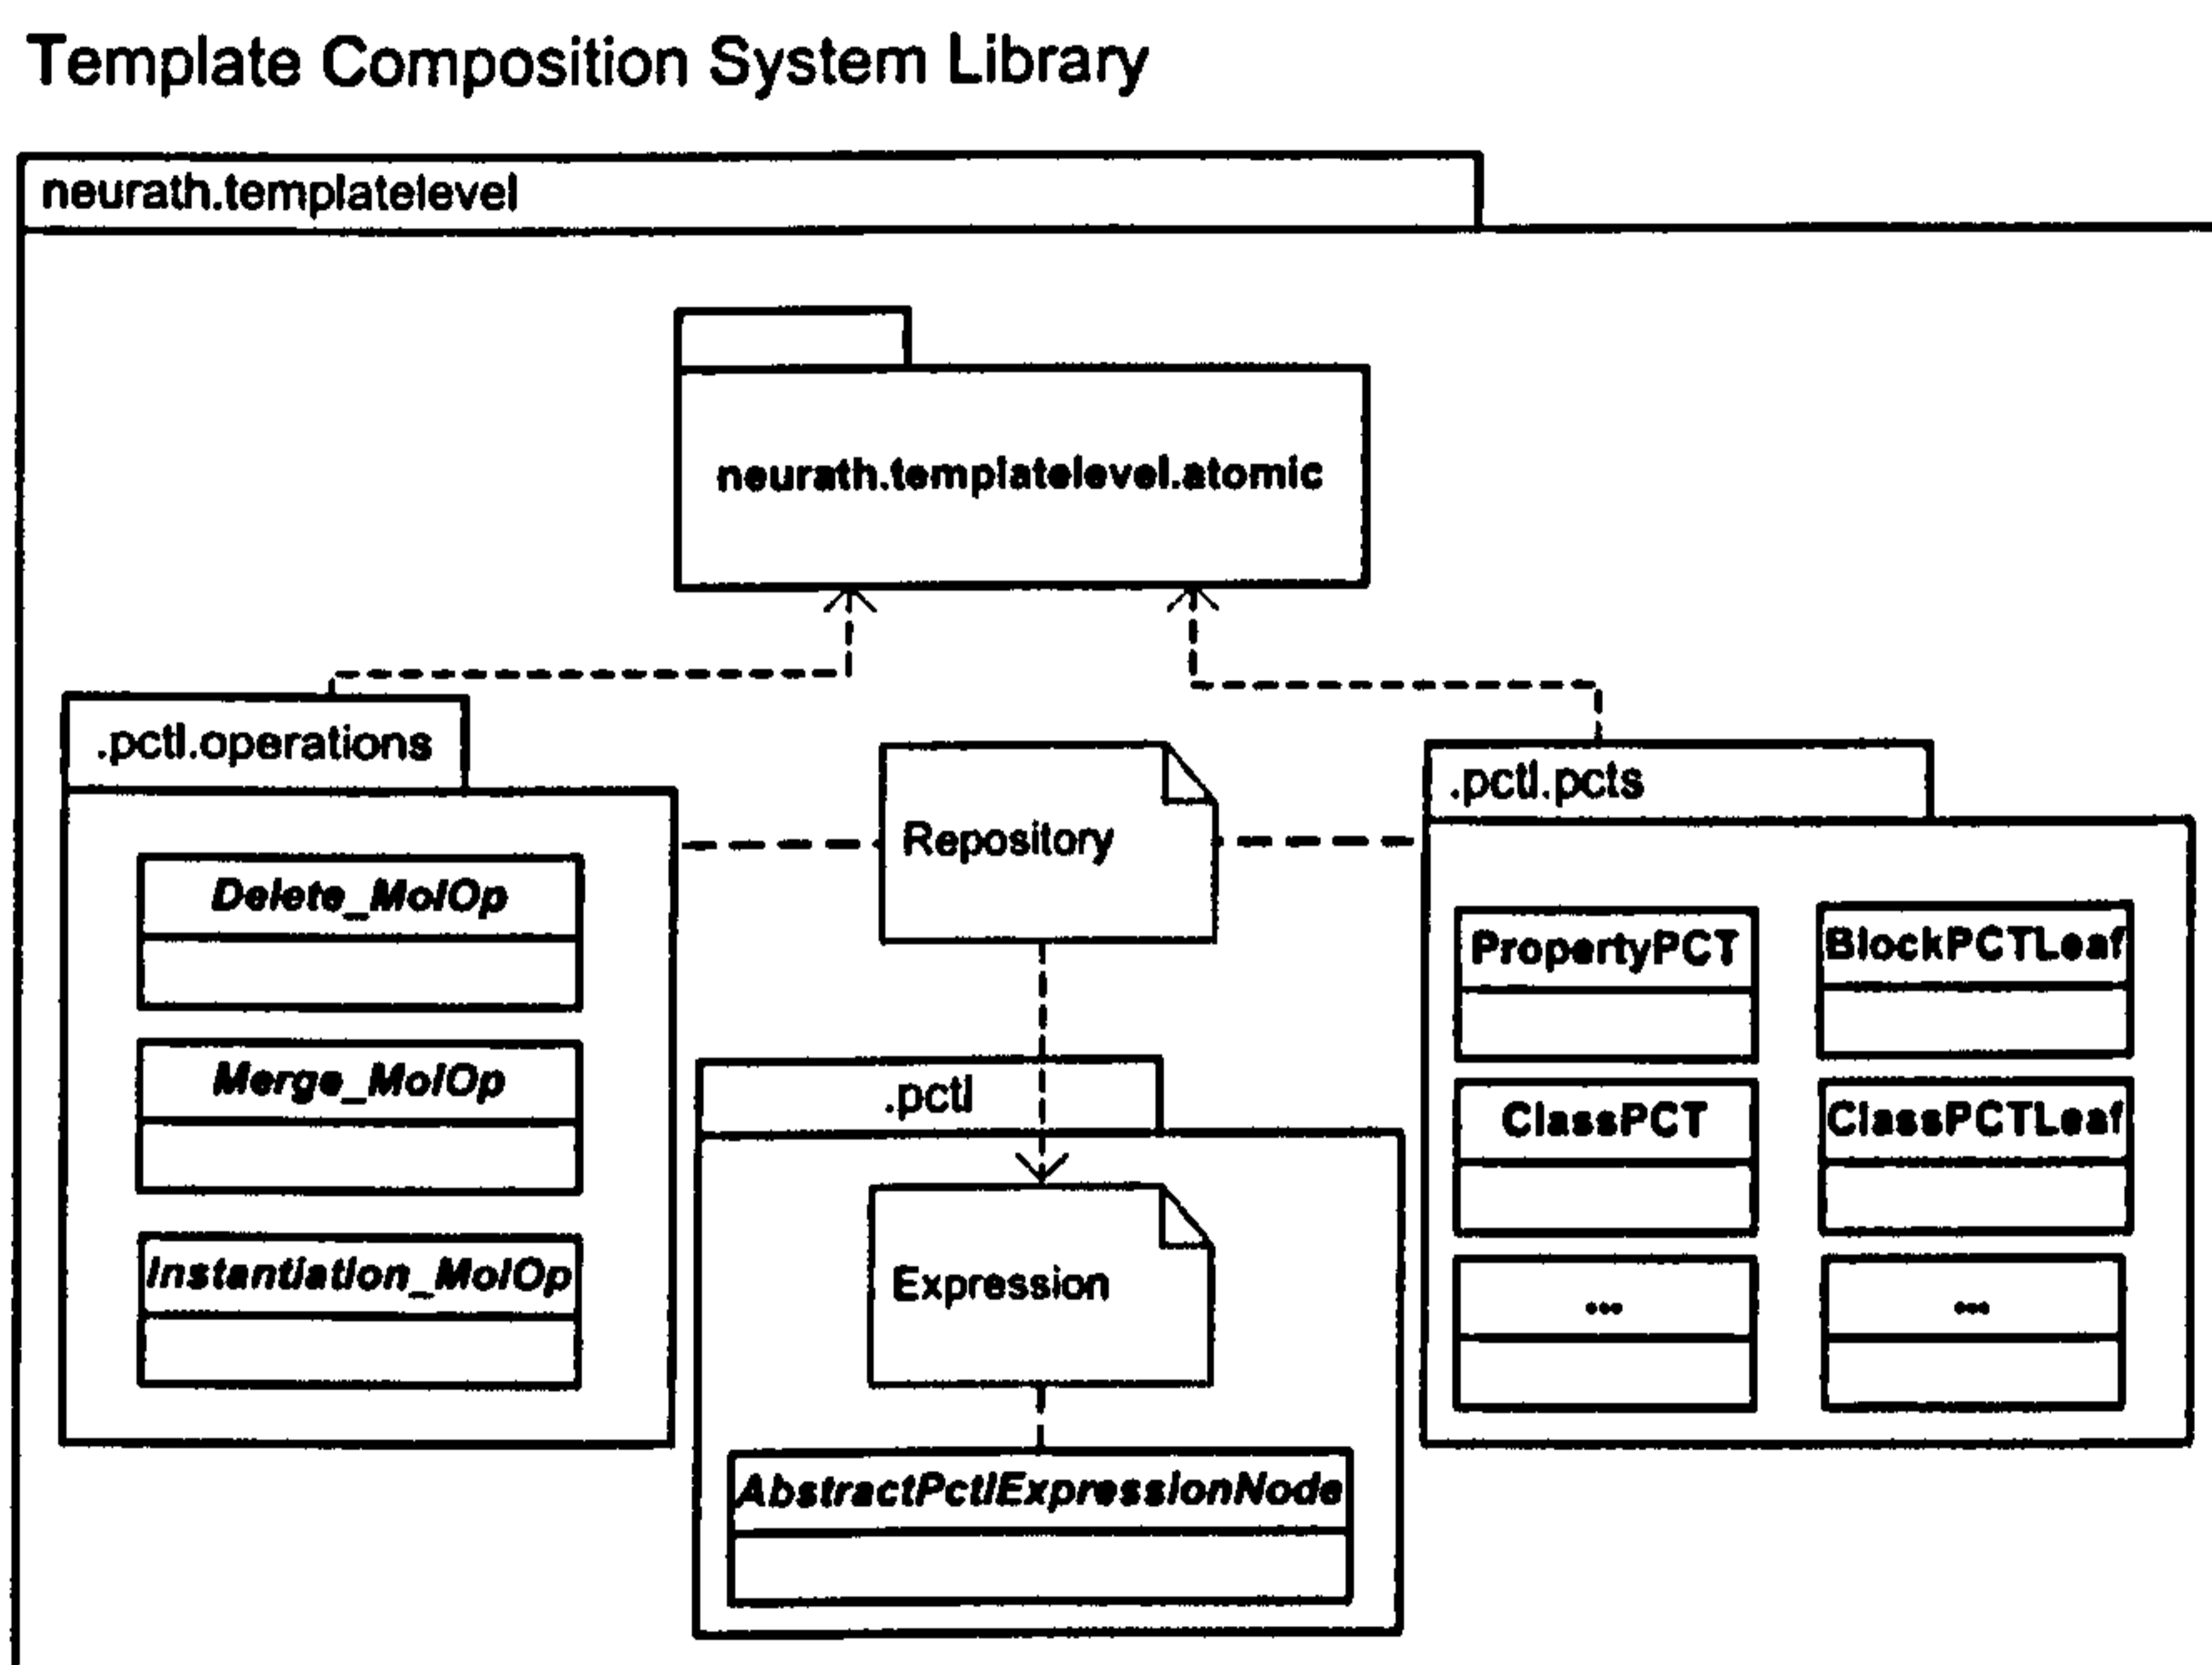 Template Composition System Library
neurath.templatelevel
neurath.templatelevel.atomic
.pctl.operations
Delete_MolOp
Merge_MolOp
Instantiation_MolOp
Repository
.pctl
Expression
AbstractPctlExpressionNode
.pctl.pcts
PropertyPCT
BlockPCTLeaf
ClassPCT
ClassPCTLeaf
...
...